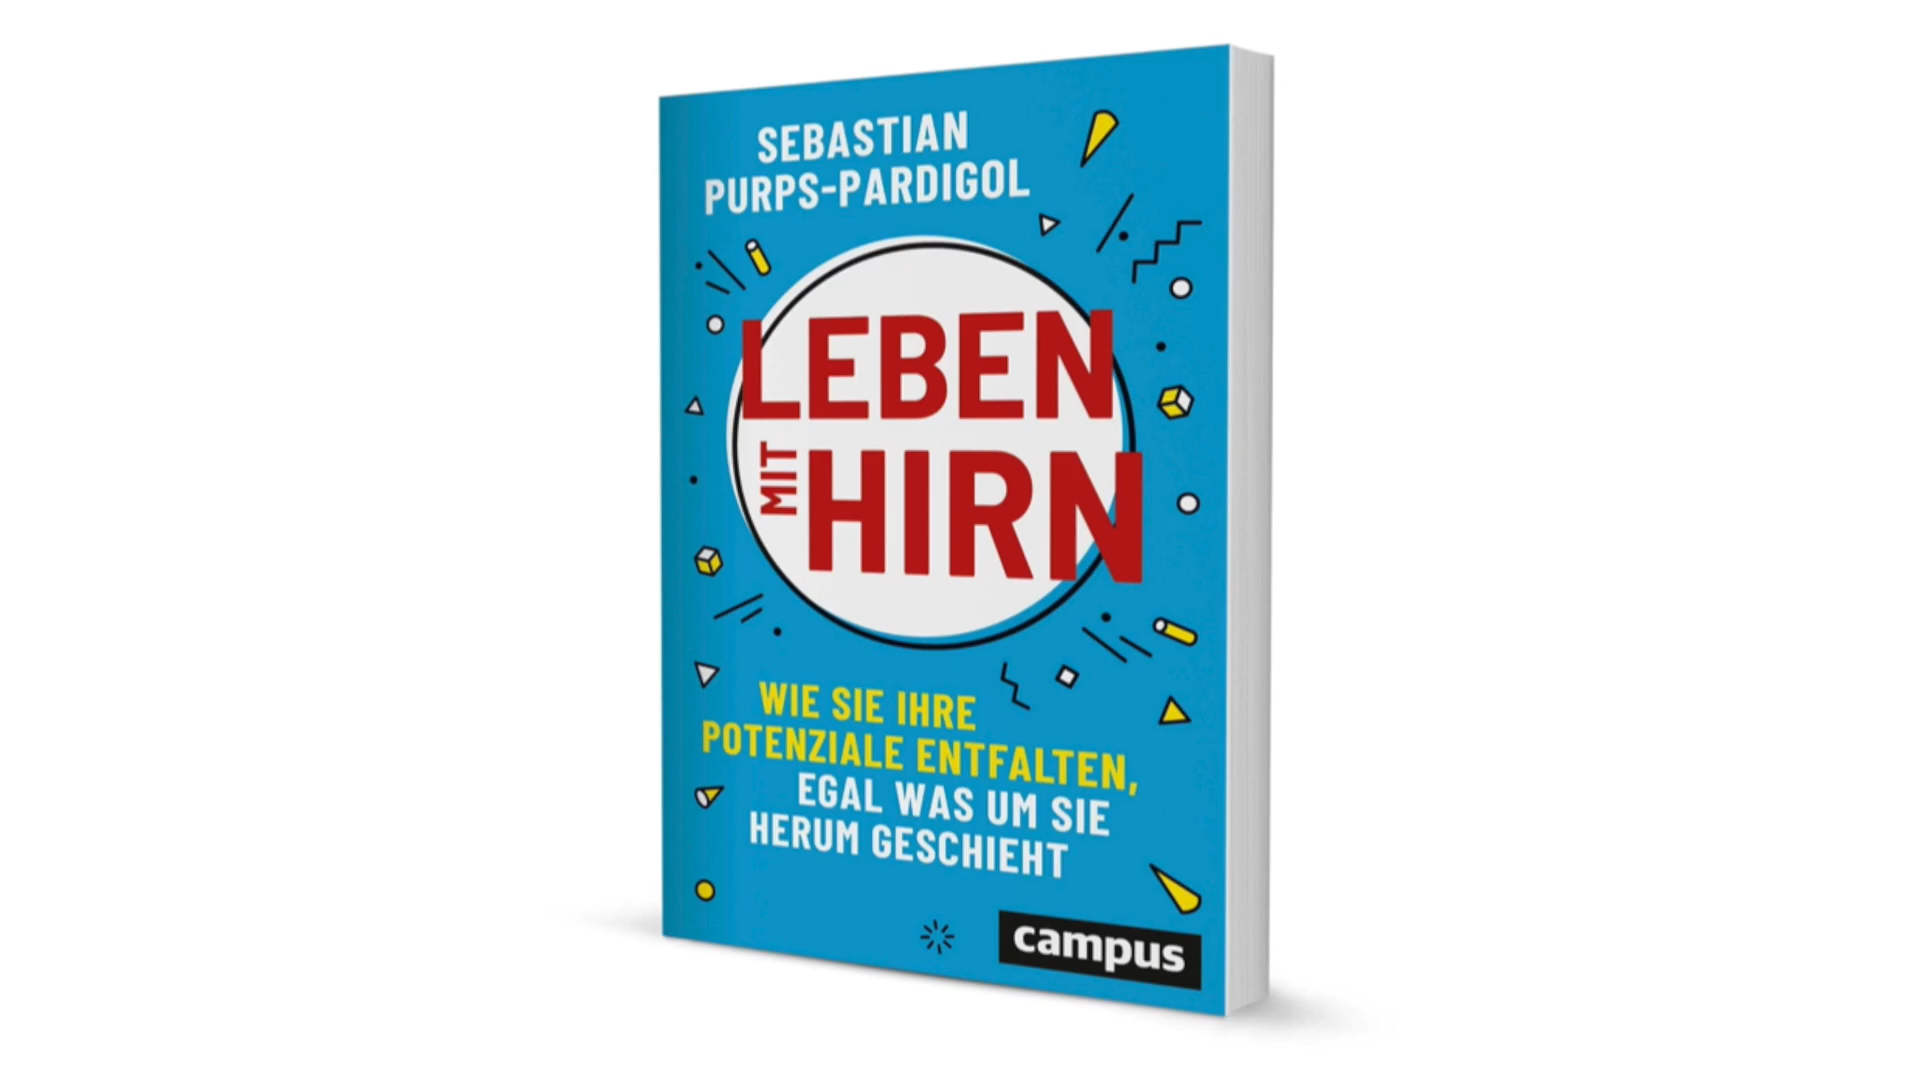 SEBASTIAN
PURPS-PARDIGOL
LEBEN
MIT HIRN
WIE SIE IHRE
POTENZIALE ENTFALTEN,
EGAL WAS UM SIE
HERUM GESCHIEHT
campus